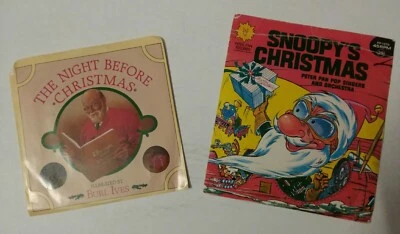 THE NIGHT BEFORE
CHRISTMAS
BURL IVES
SNOOPY'S
CHRISTMAS
PETER PAN POP SINGERS
AND ORCHESTRA